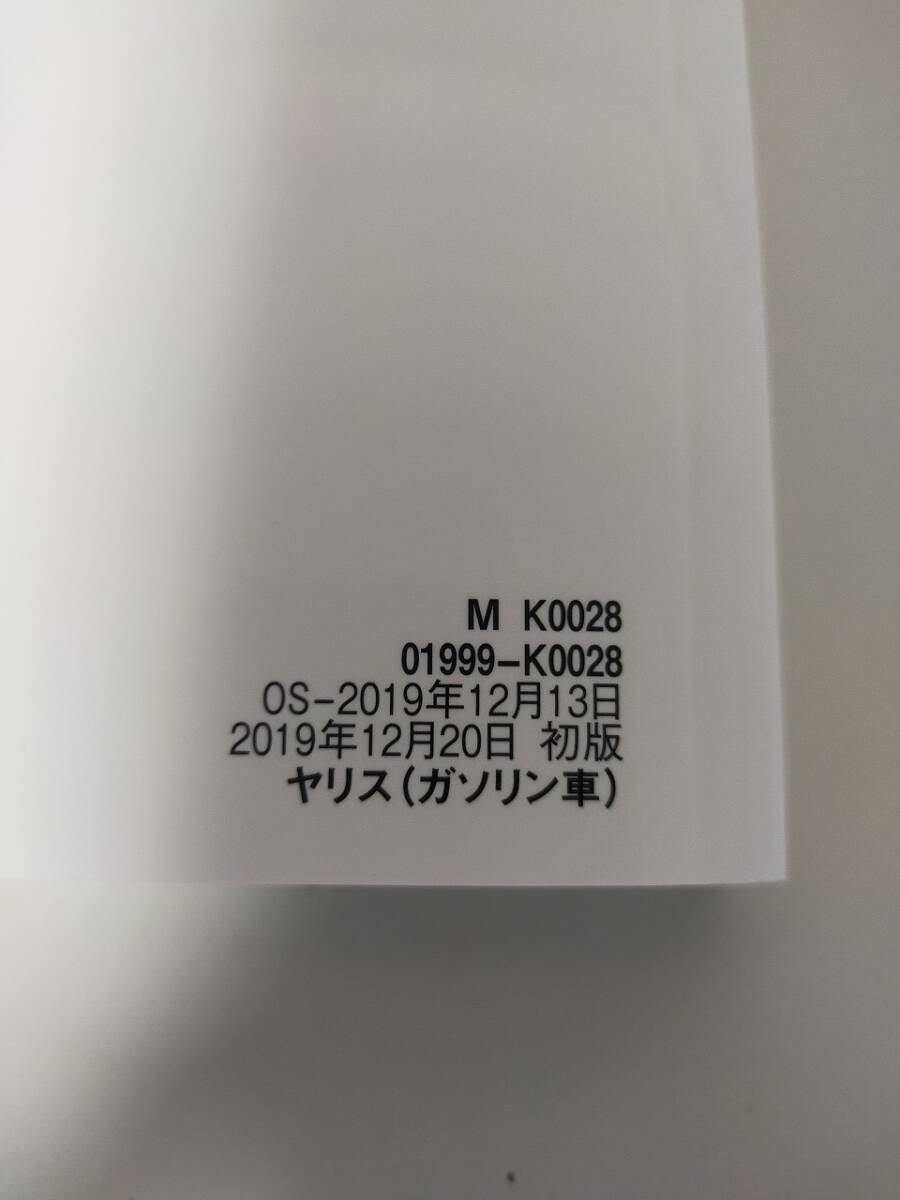 M K0028
01999-K0028
OS-2019年12月13日
2019年12月20日 初版
ヤリス(ガソリン車)